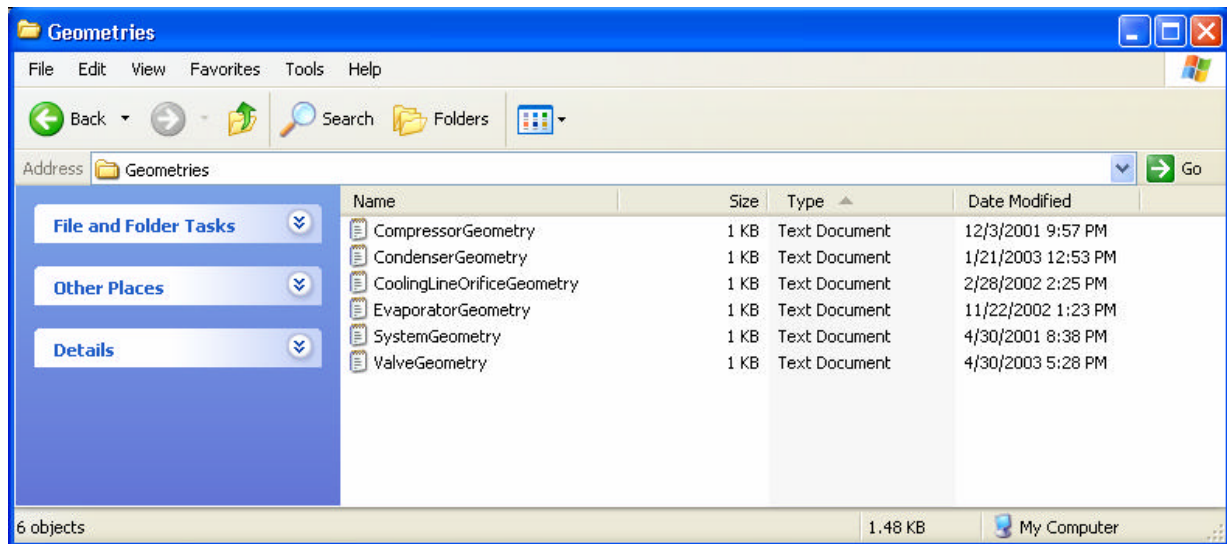 Geometries
File Edit View Favorites Tools Help
Back Search Folders
Address Geometries Go
Name Size Type Date Modified
File and Folder Tasks
Other Places
Details
CompressorGeometry 1 KB Text Document 12/3/2001 9:57 PM
CondenserGeometry 1 KB Text Document 1/21/2003 12:53 PM
CoolingLineOrificeGeometry 1 KB Text Document 2/28/2002 2:25 PM
EvaporatorGeometry 1 KB Text Document 11/22/2002 1:23 PM
SystemGeometry 1 KB Text Document 4/30/2001 8:38 PM
ValveGeometry 1 KB Text Document 4/30/2003 5:28 PM
6 objects 1.48 KB My Computer